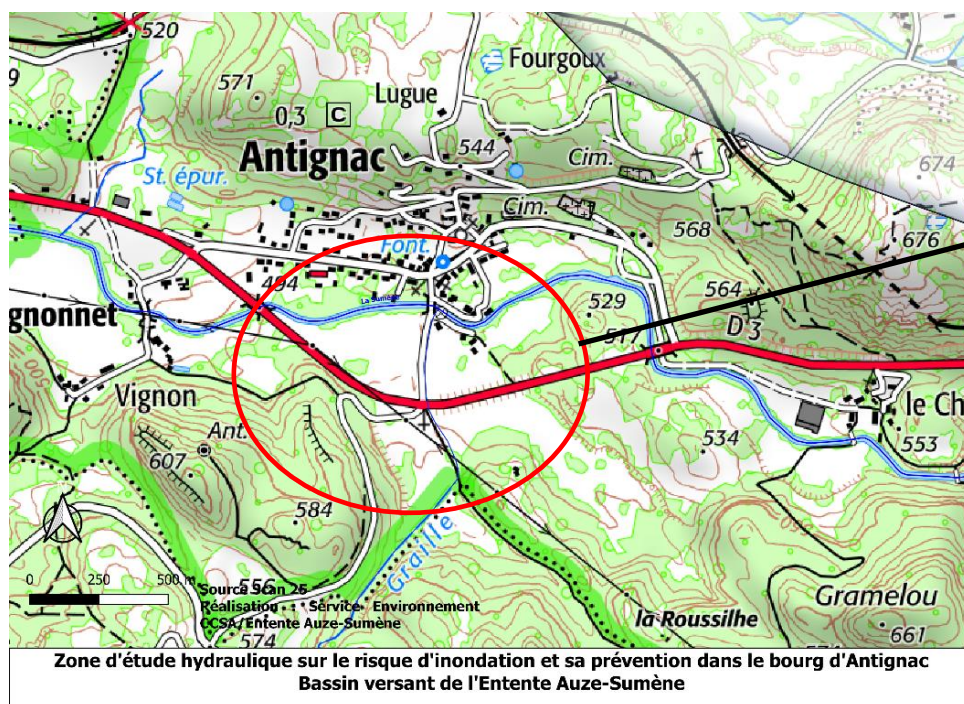 520
9
571
Fourgoux
Lugue
0,3 C
Antignac
544
Cim.
674
St. épur.
Cim.
568
676
Font.
494
La Sumène
564
529
D 3
517
gnonnet
500
Vignon
le Ch
Ant.
534
553
607
584
Graille
0 250 500 m
556
Source Scan 25
Réalisation : Service Environnement
CCSA/Entente Auze-Sumène
574
Gramelou
la Roussilhe
661
Zone d'étude hydraulique sur le risque d'inondation et sa prévention dans le bourg d'Antignac
Bassin versant de l'Entente Auze-Sumène